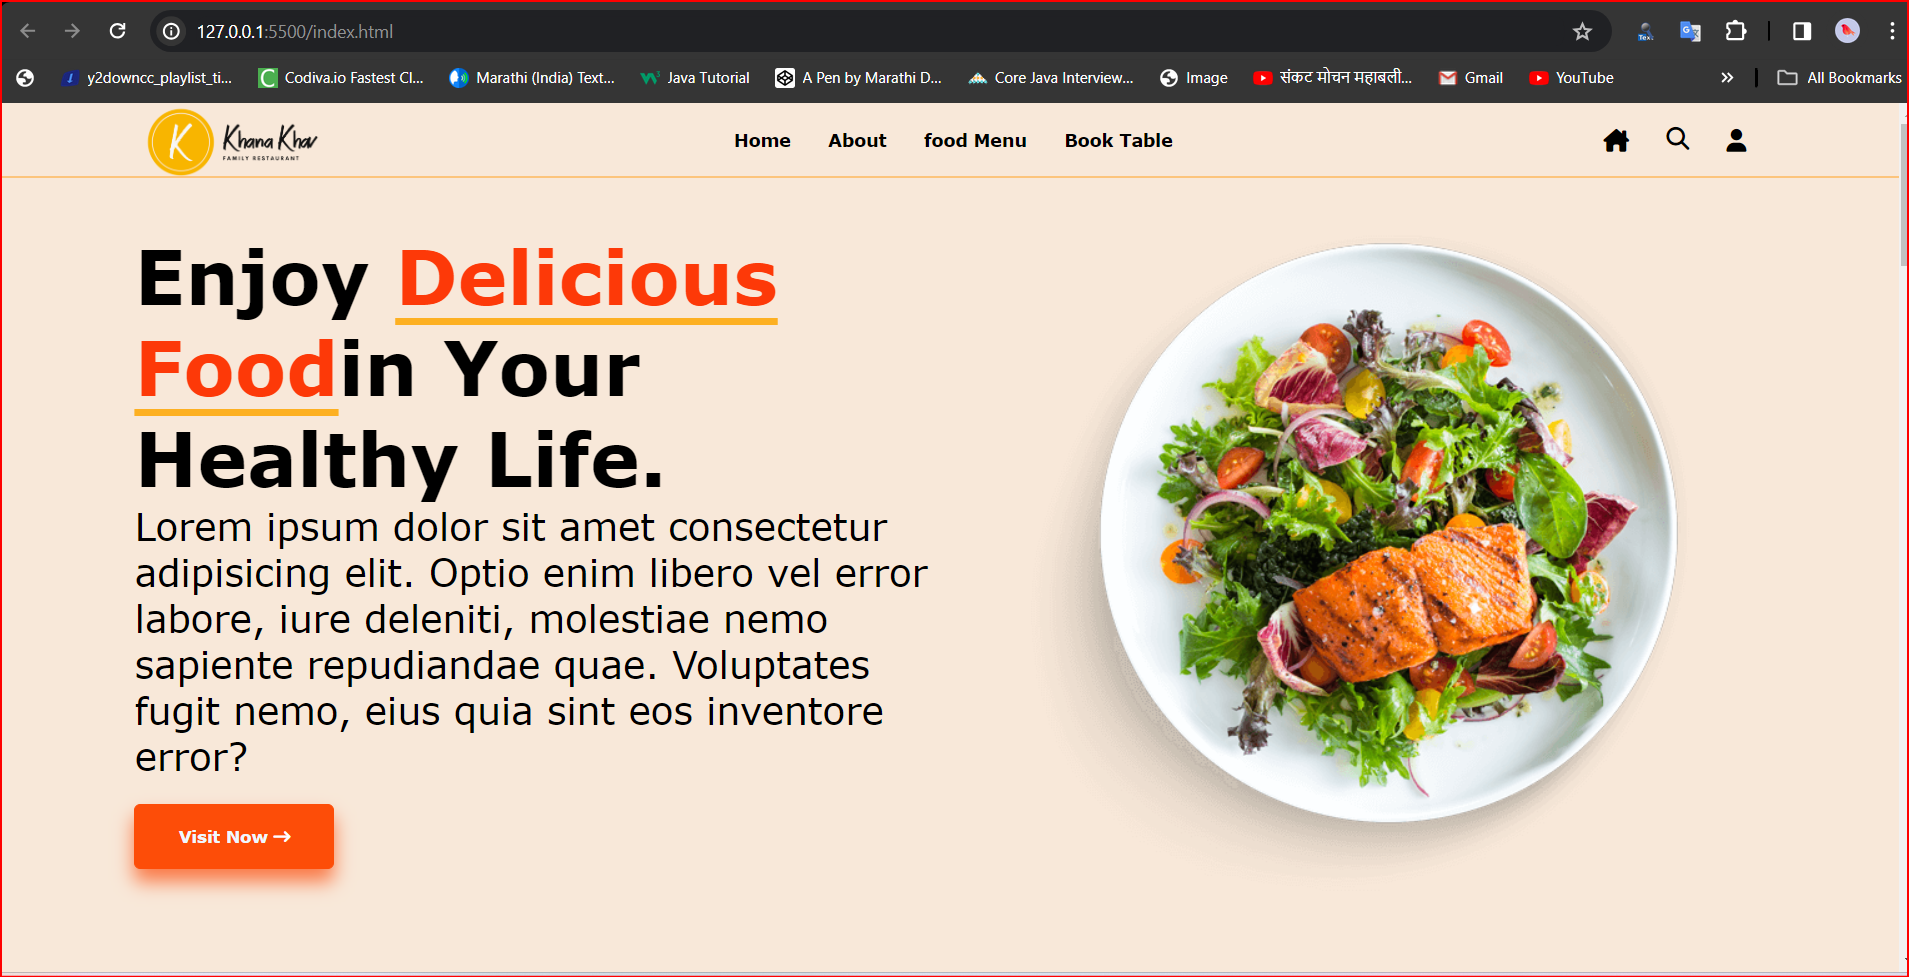 127.0.0.1:5500/index.html
y2downcc_playlist_ti... Codiva.io Fastest Cl... Marathi (India) Text... Java Tutorial A Pen by Marathi D... Core Java Interview... Image संकट मोचन महाबली... Gmail YouTube » All Bookmarks
K Khana Khav
FAMILY RESTAURANT
Home About food Menu Book Table
Enjoy Delicious
Foodin Your
Healthy Life.
Lorem ipsum dolor sit amet consectetur
adipisicing elit. Optio enim libero vel error
labore, iure deleniti, molestiae nemo
sapiente repudiandae quae. Voluptates
fugit nemo, eius quia sint eos inventore
error?
Visit Now →